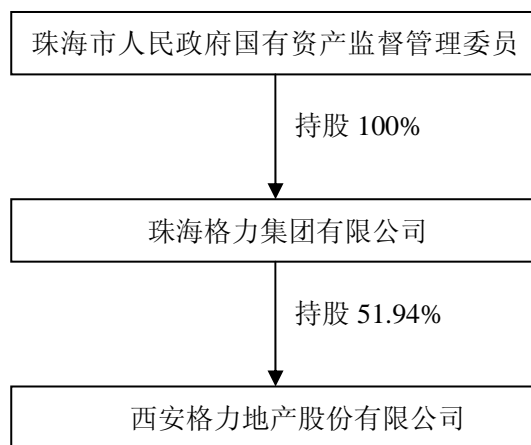 珠海市人民政府国有资产监督管理委员
持股 100%
珠海格力集团有限公司
持股 51.94%
西安格力地产股份有限公司